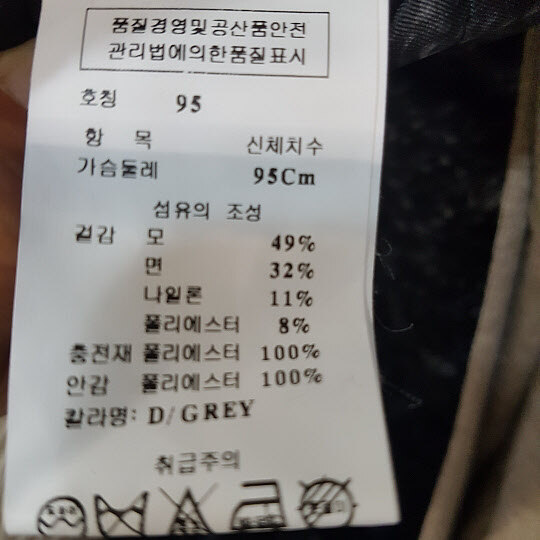 품질경영및공산품안전
관리법에의한품질표시
호칭 95
항 목 신체치수
가슴둘레 95Cm
섬유의 조성
겉감 모 49%
면 32%
나일론 11%
폴리에스터 8%
충전재 폴리에스터 100%
안감 폴리에스터 100%
칼라명: D/GREY
취급주의